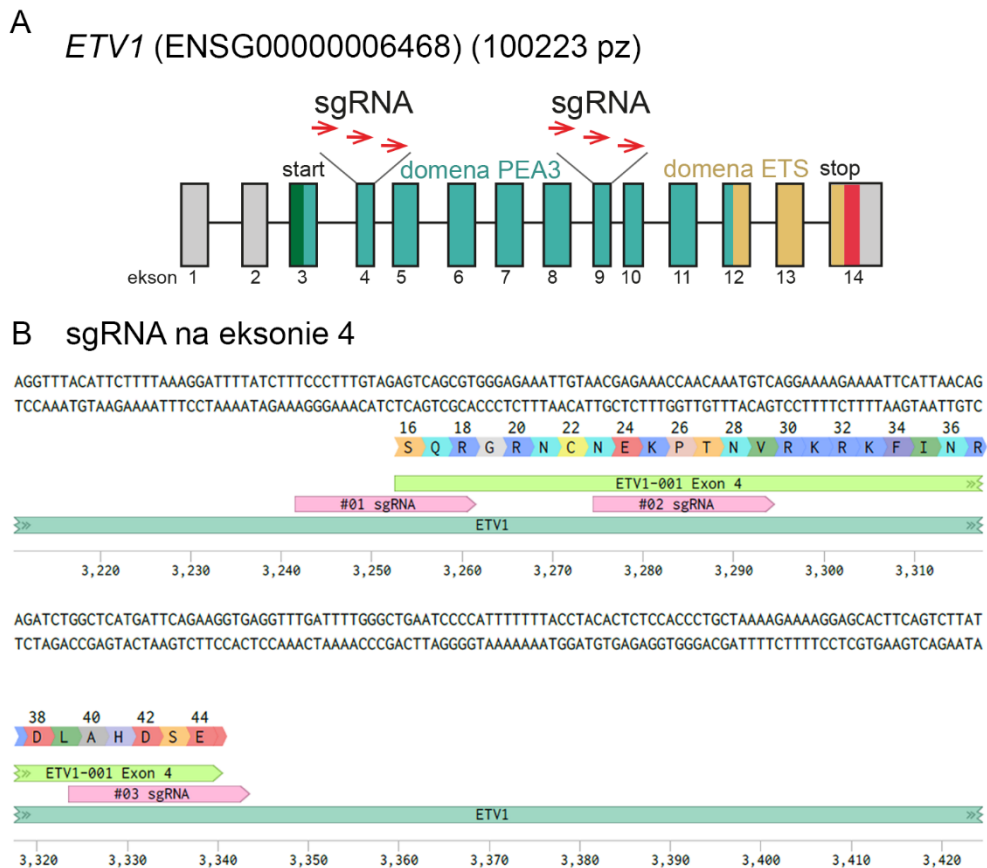 A
ETV1 (ENSG00000006468) (100223 pz)
sgRNA sgRNA
start domena PEA3 domena ETS stop
ekson 1 2 3 4 5 6 7 8 9 10 11 12 13 14
B sgRNA na eksonie 4
AGGTTTACATTCTTTTAAAGGATTTTATCTTTCCCTTTGTAGAGTCAGCGTGGGAGAAATTGTAACGAGAAACCAACAAATGTCAGGAAAAGAAAATTCATTAACAG
TCCAAATGTAAGAAAATTTCCTAAAATAGAAAGGGAAACATCTCAGTCGCACCCTCTTTAACATTGCTCTTTGGTTGTTTACAGTCCTTTTCTTTTAAGTAATTGTC
16 18 20 22 24 26 28 30 32 34 36
S Q R G R N C N E K P T N V R K R K F I N R
ETV1-001 Exon 4
#01 sgRNA #02 sgRNA
ETV1
3,220 3,230 3,240 3,250 3,260 3,270 3,280 3,290 3,300 3,310
AGATCTGGCTCATGATTCAGAAGGTGAGGTTTGATTTTGGGCTGAATCCCCATTTTTTTACCTACACTCTCCACCCTGCTAAAAGAAAAGGAGCACTTCAGTCTTAT
TCTAGACCGAGTACTAAGTCTTCCACTCCAAACTAAAACCCGACTTAGGGGTAAAAAAATGGATGTGAGAGGTGGGACGATTTTCTTTTCCTCGTGAAGTCAGAATA
38 40 42 44
D L A H D S E
ETV1-001 Exon 4
#03 sgRNA
ETV1
3,320 3,330 3,340 3,350 3,360 3,370 3,380 3,390 3,400 3,410 3,420